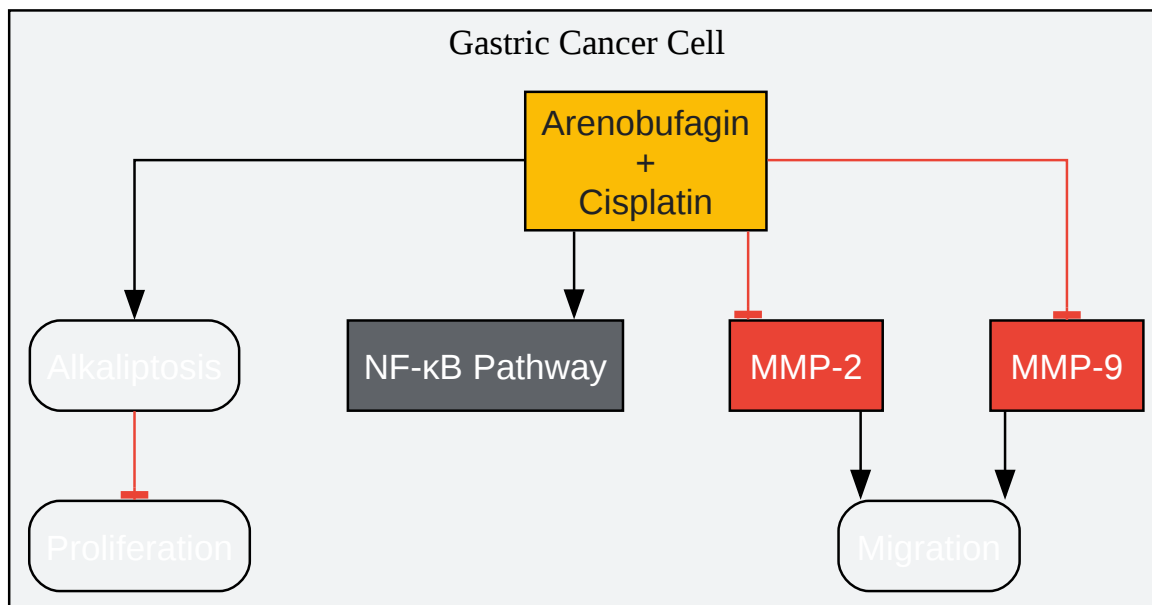 Gastric Cancer Cell
Arenobufagin
+
Cisplatin
Alkaliptosis
NF-κB Pathway
MMP-2
MMP-9
Proliferation
Migration